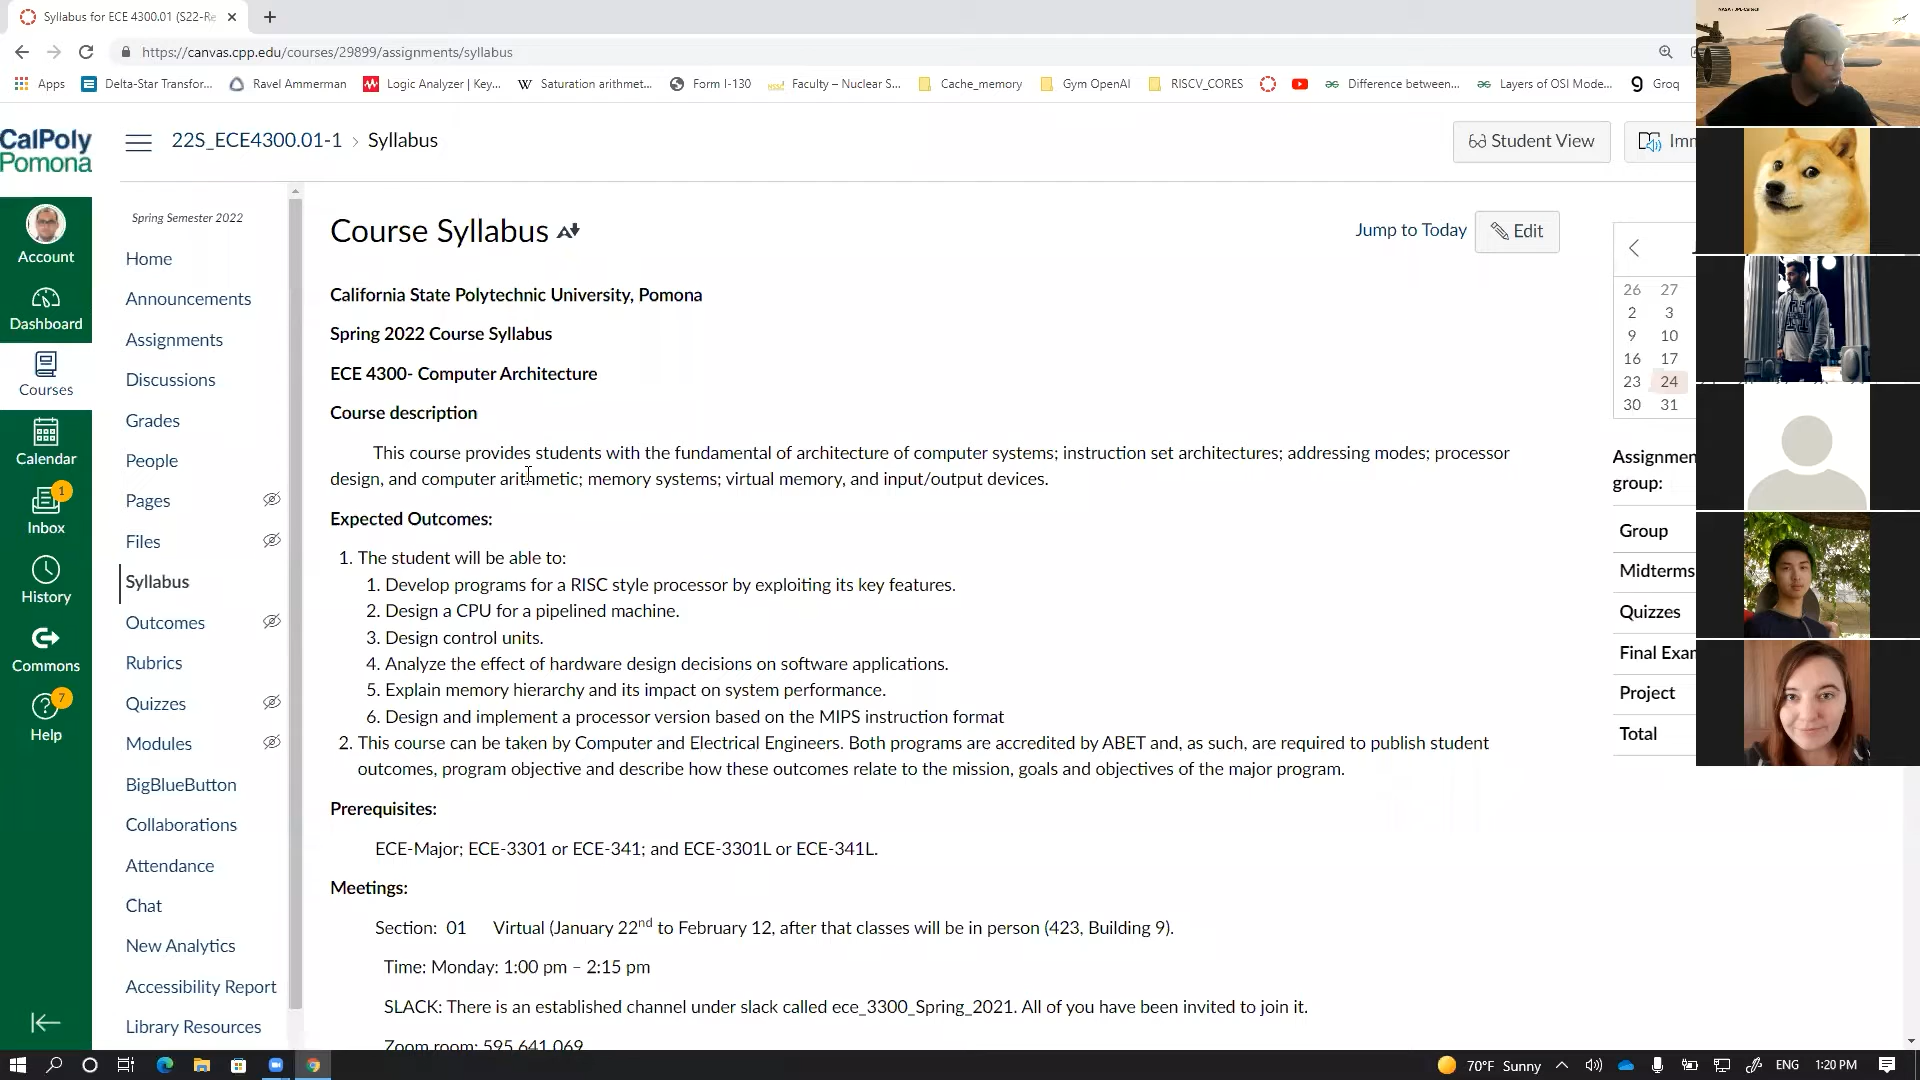 Syllabus for ECE 4300.01 (S22-Re
https://canvas.cpp.edu/courses/29899/assignments/syllabus
Apps
Delta-Star Transfor...
Ravel Ammerman
Logic Analyzer | Key...
Saturation arithmet...
Form I-130
Faculty – Nuclear S...
Cache_memory
Gym OpenAI
RISCV_CORES
Difference between...
Layers of OSI Mode...
Groq
CalPoly
Pomona
22S_ECE4300.01-1 › Syllabus
Student View
Imm
Account
Dashboard
Courses
Calendar
1
Inbox
History
Commons
7
Help
Spring Semester 2022
Home
Announcements
Assignments
Discussions
Grades
People
Pages
Files
Syllabus
Outcomes
Rubrics
Quizzes
Modules
BigBlueButton
Collaborations
Attendance
Chat
New Analytics
Accessibility Report
Library Resources
Course Syllabus
Jump to Today
Edit
California State Polytechnic University, Pomona
Spring 2022 Course Syllabus
ECE 4300- Computer Architecture
Course description
This course provides students with the fundamental of architecture of computer systems; instruction set architectures; addressing modes; processor
design, and computer arithmetic; memory systems; virtual memory, and input/output devices.
Expected Outcomes:
1. The student will be able to:
1. Develop programs for a RISC style processor by exploiting its key features.
2. Design a CPU for a pipelined machine.
3. Design control units.
4. Analyze the effect of hardware design decisions on software applications.
5. Explain memory hierarchy and its impact on system performance.
6. Design and implement a processor version based on the MIPS instruction format
2. This course can be taken by Computer and Electrical Engineers. Both programs are accredited by ABET and, as such, are required to publish student
outcomes, program objective and describe how these outcomes relate to the mission, goals and objectives of the major program.
Prerequisites:
ECE-Major; ECE-3301 or ECE-341; and ECE-3301L or ECE-341L.
Meetings:
Section: 01 Virtual (January 22nd to February 12, after that classes will be in person (423, Building 9).
Time: Monday: 1:00 pm – 2:15 pm
SLACK: There is an established channel under slack called ece_3300_Spring_2021. All of you have been invited to join it.
Zoom room: 595 641 069
26 27
2 3
9 10
16 17
23 24
30 31
Assignmen
group:
Group
Midterms
Quizzes
Final Exan
Project
Total
70°F Sunny
ENG
1:20 PM